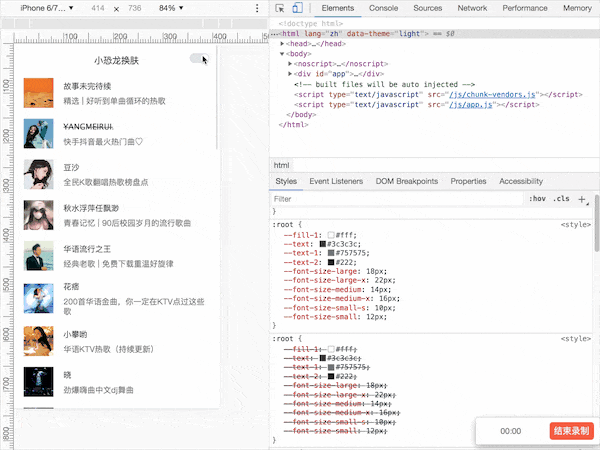 iPhone 6/7… ▼ 414 × 736 84% ▼
Elements Console Sources Network Performance Memory
<!doctype html>
<html lang="zh" data-theme="light"> == $0
<head>…</head>
<body>
<noscript>…</noscript>
<div id="app">…</div>
<!-- built files will be auto injected -->
<script type="text/javascript" src="/js/chunk-vendors.js"></script>
<script type="text/javascript" src="/js/app.js"></script>
</body>
</html>
html
Styles Event Listeners DOM Breakpoints Properties Accessibility
Filter :hov .cls +
}
:root { <style>
--fill-1: #fff;
--text: #3c3c3c;
--text-1: #757575;
--text-2: #222;
--font-size-large: 18px;
--font-size-large-x: 22px;
--font-size-medium: 14px;
--font-size-medium-x: 16px;
--font-size-small-s: 10px;
--font-size-small: 12px;
}
:root { <style>
--fill-1: #fff;
--text: #3c3c3c;
--text-1: #757575;
--text-2: #222;
--font-size-large: 18px;
--font-size-large-x: 22px;
--font-size-medium: 14px;
--font-size-medium-x: 16px;
--font-size-small-s: 10px;
--font-size-small: 12px;
}
小恐龙换肤
故事未完待续
精选 | 好听到单曲循环的热歌
YANGMEIRUI.
快手抖音最火热门曲♡
豆沙
全民K歌翻唱热歌榜盘点
秋水浮萍任飘渺
青春记忆 | 90后校园岁月的流行歌曲
华语流行之王
经典老歌 | 免费下载重温好旋律
花痞
200首华语金曲，你一定在KTV点过这些歌
小攀哟
华语KTV热歌（持续更新）
晓
劲爆嗨曲中文dj舞曲
00:00 结束录制